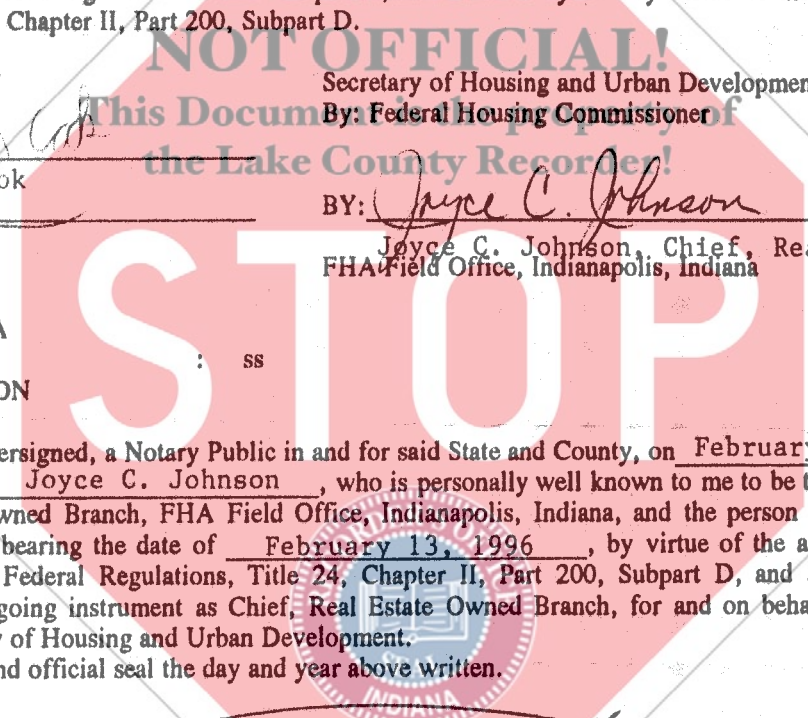 Chapter II, Part 200, Subpart D.
NOT OFFICIAL!
Secretary of Housing and Urban Developmen
This Document is the property of
By: Federal Housing Commissioner
the Lake County Recorder!
ok
BY: Joyce C. Johnson
Joyce C. Johnson, Chief, Rea
FHA Field Office, Indianapolis, Indiana
STOP
A
: ss
ON
ersigned, a Notary Public in and for said State and County, on February
Joyce C. Johnson, who is personally well known to me to be t
wned Branch, FHA Field Office, Indianapolis, Indiana, and the person
bearing the date of February 13, 1996, by virtue of the a
Federal Regulations, Title 24, Chapter II, Part 200, Subpart D, and
going instrument as Chief, Real Estate Owned Branch, for and on beha
y of Housing and Urban Development.
nd official seal the day and year above written.
INDIANA